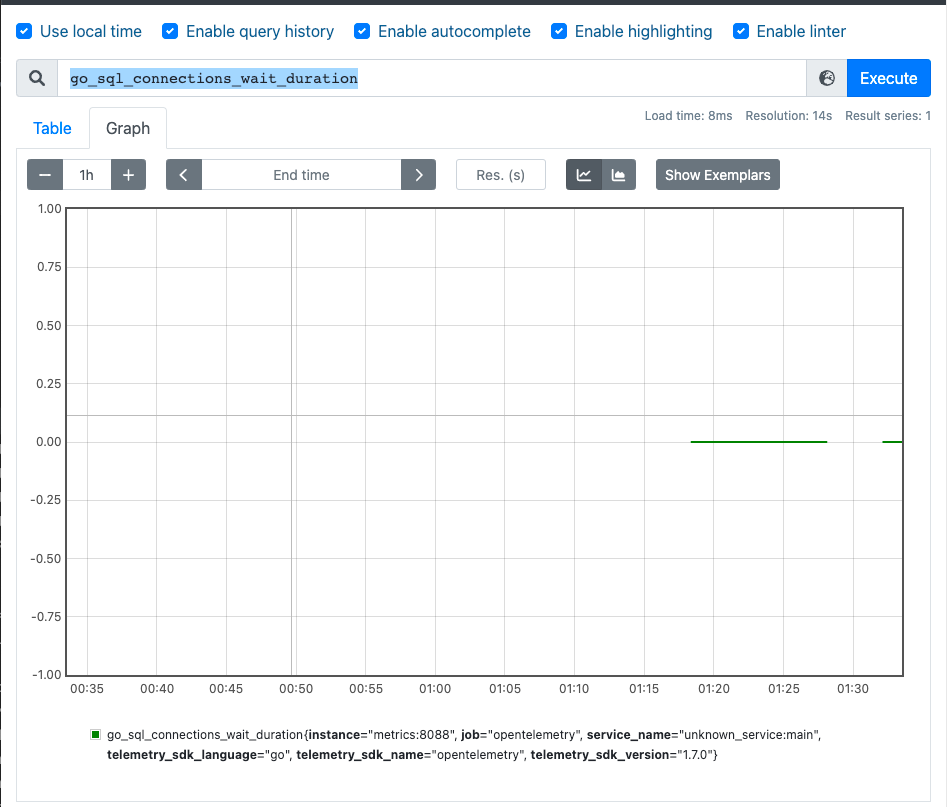 Use local time Enable query history Enable autocomplete Enable highlighting Enable linter
go_sql_connections_wait_duration Execute
Table Graph Load time: 8ms Resolution: 14s Result series: 1
1h End time Res. (s) Show Exemplars
1.00
0.75
0.50
0.25
0.00
-0.25
-0.50
-0.75
-1.00
00:35 00:40 00:45 00:50 00:55 01:00 01:05 01:10 01:15 01:20 01:25 01:30
go_sql_connections_wait_duration{instance="metrics:8088", job="opentelemetry", service_name="unknown_service:main",
telemetry_sdk_language="go", telemetry_sdk_name="opentelemetry", telemetry_sdk_version="1.7.0"}